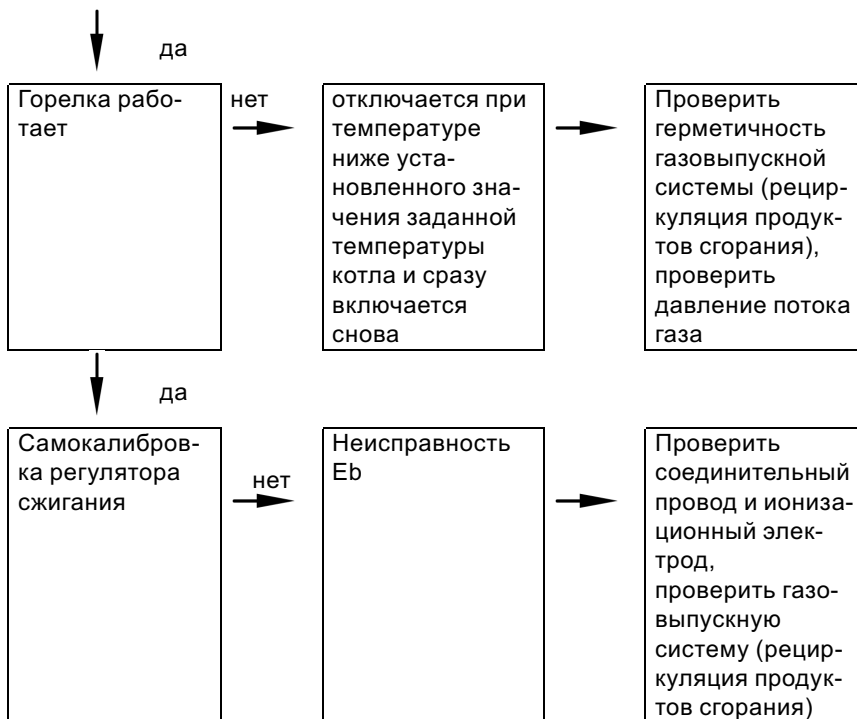 да
Горелка рабо-
тает
нет
отключается при
температуре
ниже уста-
новленного зна-
чения заданной
температуры
котла и сразу
включается
снова
Проверить
герметичность
газовыпускной
системы (рецир-
куляция продук-
тов сгорания),
проверить
давление потока
газа
да
Самокалибров-
ка регулятора
сжигания
нет
Неисправность
Eb
Проверить
соединительный
провод и иониза-
ционный элек-
трод,
проверить газо-
выпускную
систему (рецир-
куляция продук-
тов сгорания)